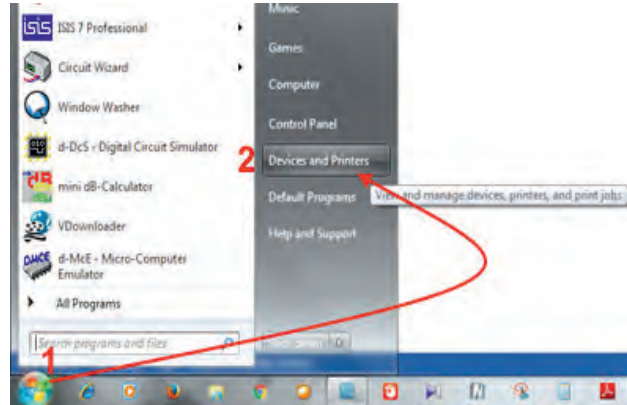 ISIS 7 Professional
Circuit Wizard
Window Washer
d-DcS - Digital Circuit Simulator
mini dB-Calculator
VDownloader
d-McE - Micro-Computer
Emulator
All Programs
Search programs and files
1
Music
Games
Computer
Control Panel
2
Devices and Printers
View and manage devices, printers, and print jobs
Default Programs
Help and Support